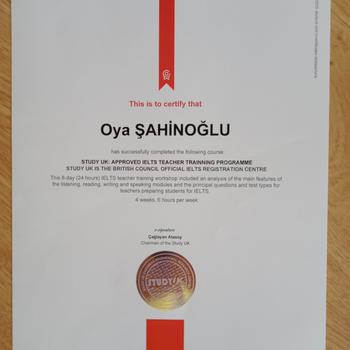 This is to certify that
Oya ŞAHİNOĞLU
has successfully completed the following course:
STUDY UK: APPROVED IELTS TEACHER TRAINNING PROGRAMME
STUDY UK IS THE BRITISH COUNCIL OFFICIAL IELTS REGISTRATION CENTRE
This 8-day (24 hours) IELTS teacher training workshop included an analysis of the main features of
the listening, reading, writing and speaking modules and the principal questions and test types for
teachers preparing students for IELTS.
4 weeks, 6 hours per week
e-signature
Çağlayan Atasoy
Chairman of the Study UK
STUDY UK